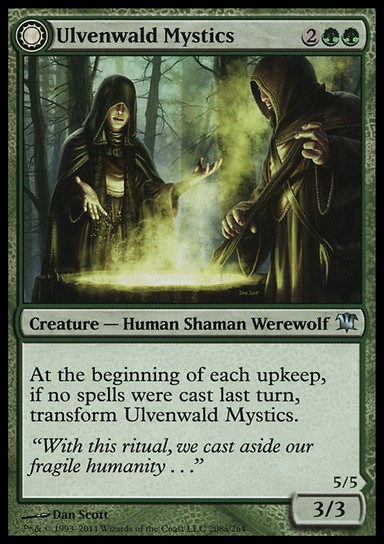 Ulvenwald Mystics 2
Creature — Human Shaman Werewolf
At the beginning of each upkeep,
if no spells were cast last turn,
transform Ulvenwald Mystics.
“With this ritual, we cast aside our
fragile humanity . . .”
5/5
3/3
Dan Scott
™ & © 1993–2011 Wizards of the Coast LLC 208a/264